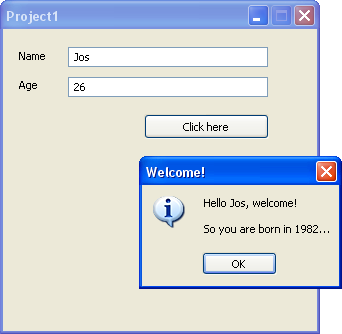 Project1
Name Jos
Age 26
Click here
Welcome!
Hello Jos, welcome!
So you are born in 1982...
OK